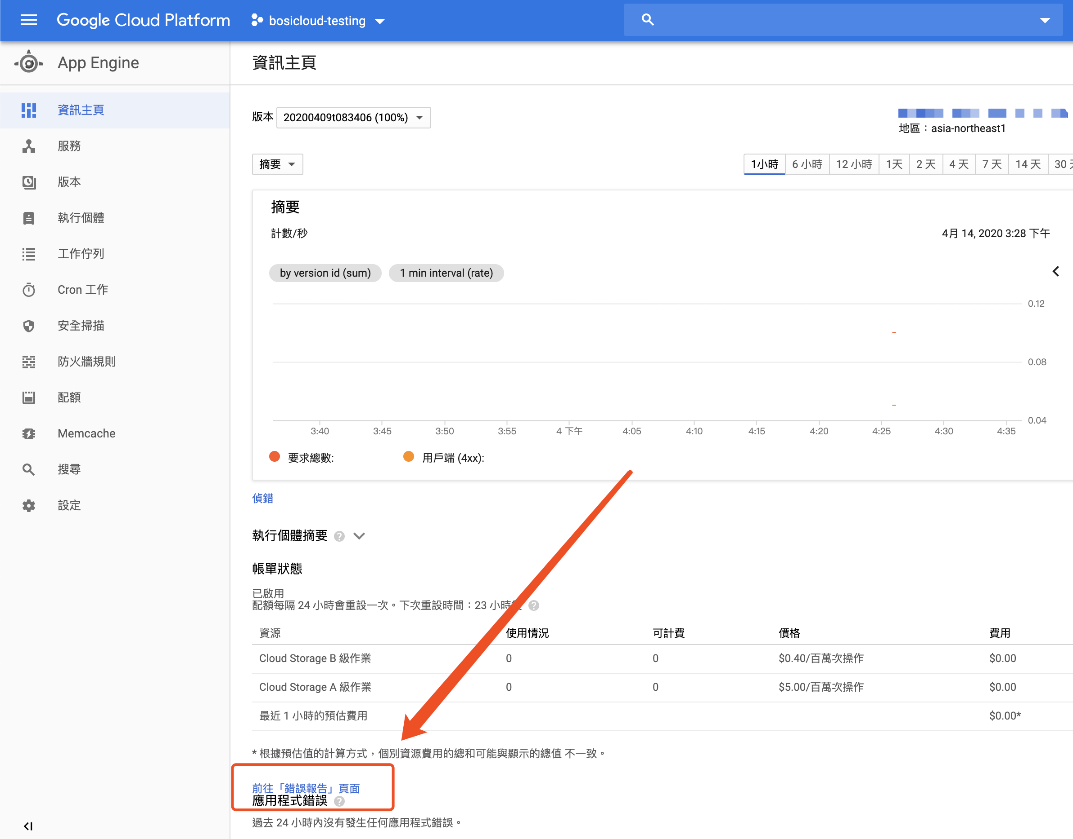 Google Cloud Platform bosicloud-testing
App Engine
資訊主頁
服務
版本
執行個體
工作佇列
Cron 工作
安全掃描
防火牆規則
配額
Memcache
搜尋
設定
資訊主頁
版本 20200409t083406 (100%)
地區：asia-northeast1
摘要
1小時 6 小時 12 小時 1天 2 天 4 天 7 天 14 天 30
摘要
計數/秒
4月 14, 2020 3:28 下午
by version id (sum) 1 min interval (rate)
0.12
0.08
0.04
3:40 3:45 3:50 3:55 4 下午 4:05 4:10 4:15 4:20 4:25 4:30 4:35
要求總數: 用戶端 (4xx):
偵錯
執行個體摘要
帳單狀態
已啟用
配額每隔 24 小時會重設一次。下次重設時間：23 小時
資源 使用情況 可計費 價格 費用
Cloud Storage B 級作業 0 0 $0.40/百萬次操作 $0.00
Cloud Storage A 級作業 0 0 $5.00/百萬次操作 $0.00
最近 1 小時的預估費用 $0.00*
* 根據預估值的計算方式，個別資源費用的總和可能與顯示的總值 不一致。
前往「錯誤報告」頁面
應用程式錯誤
過去 24 小時內沒有發生任何應用程式錯誤。